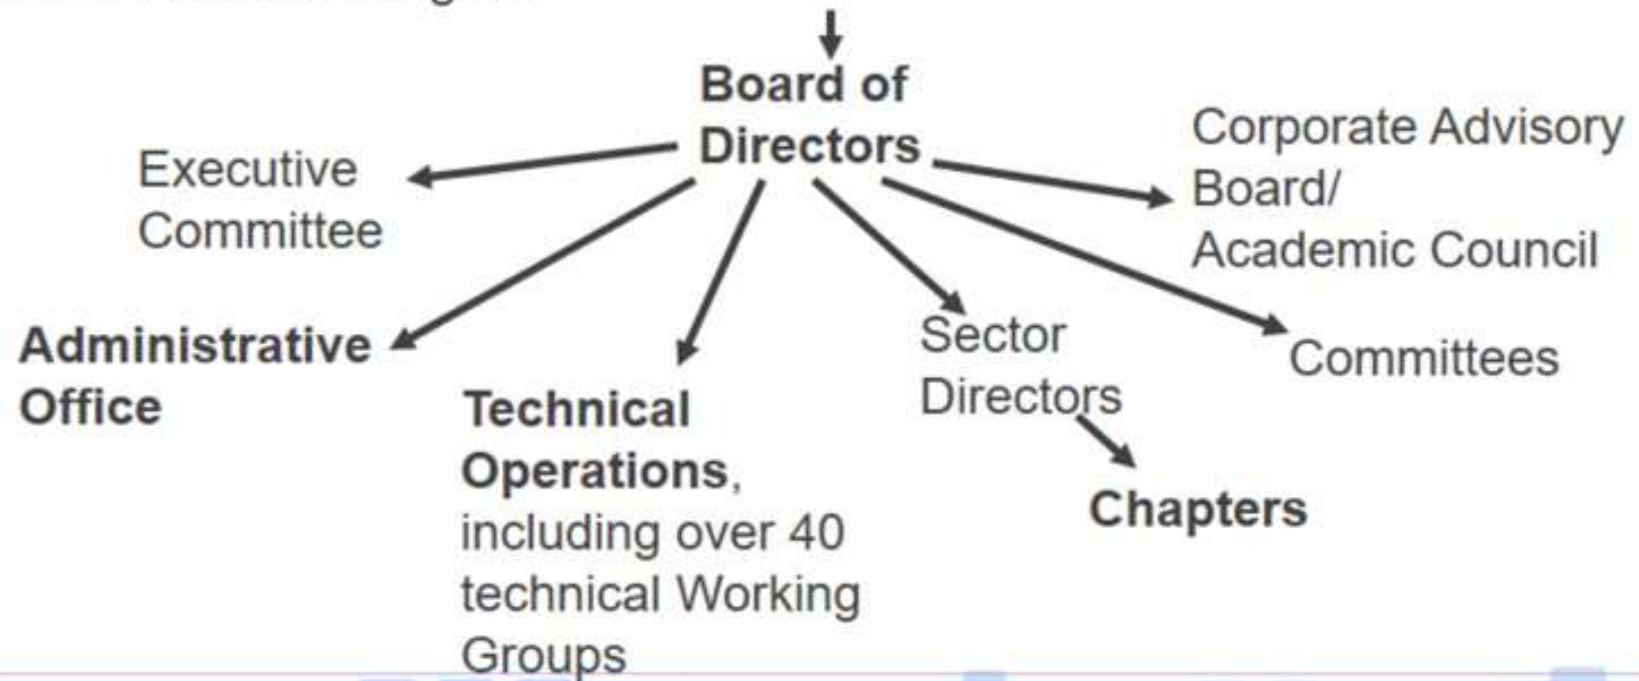 Board of
Directors
Executive
Committee
Corporate Advisory
Board/
Academic Council
Administrative
Office
Technical
Operations,
including over 40
technical Working
Groups
Sector
Directors
Chapters
Committees